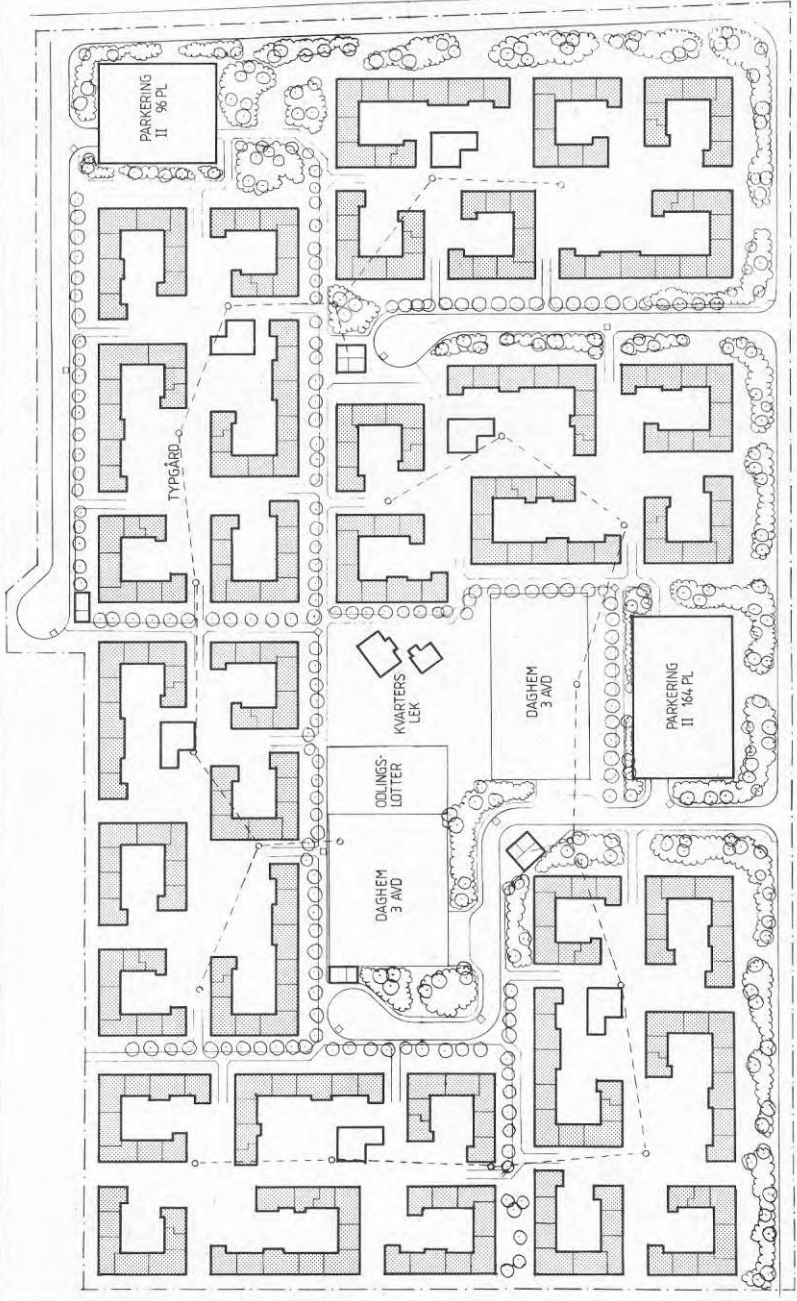 PARKERING
II 96 PL
TYPGÅRD
KVARTERS
LEK
ODLINGS-
LOTTER
DAGHEM
3 AVD
DAGHEM
3 AVD
PARKERING
II 164 PL